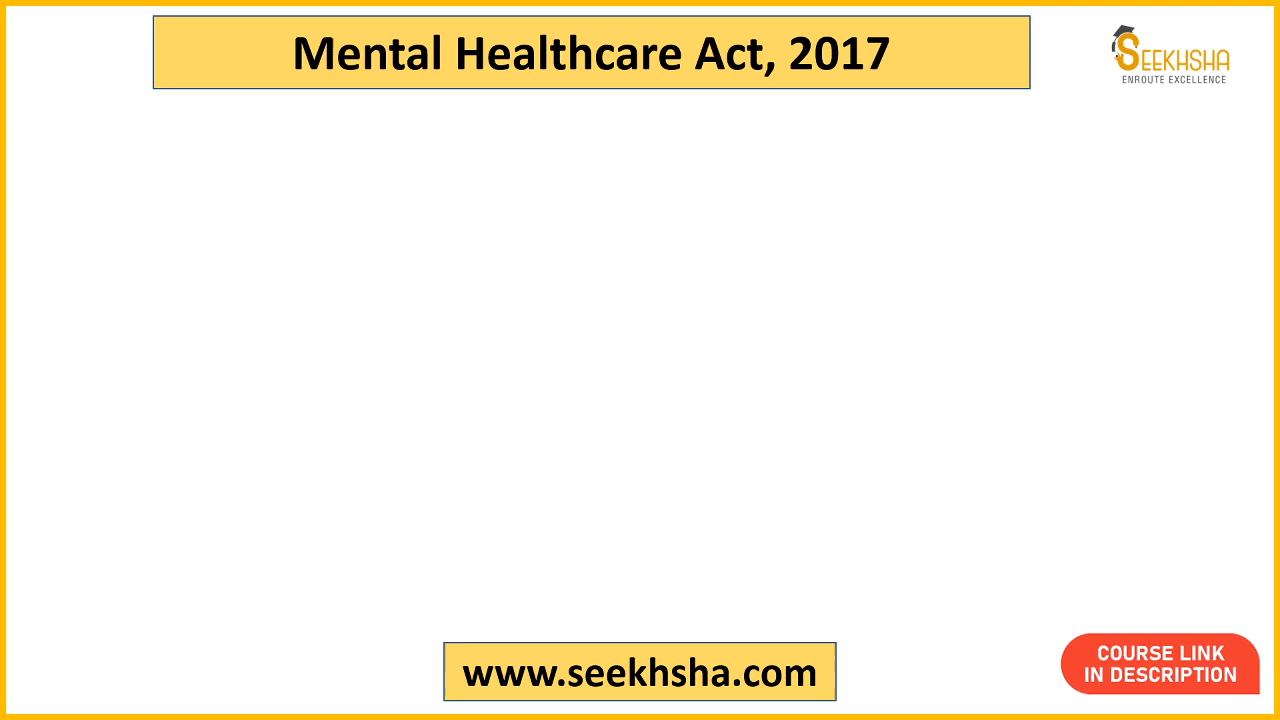 Mental Healthcare Act, 2017
SEEKHSHA
ENROUTE EXCELLENCE
www.seekhsha.com
COURSE LINK
IN DESCRIPTION